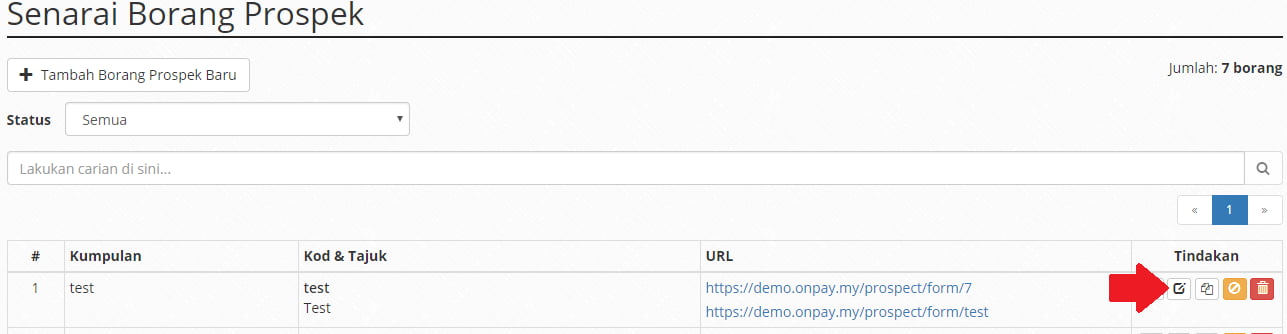 Senarai Borang Prospek
Tambah Borang Prospek Baru
Jumlah: 7 borang
Status Semua
Lakukan carian di sini...
« 1 »
# Kumpulan Kod & Tajuk URL Tindakan
1 test test https://demo.onpay.my/prospect/form/7
Test https://demo.onpay.my/prospect/form/test